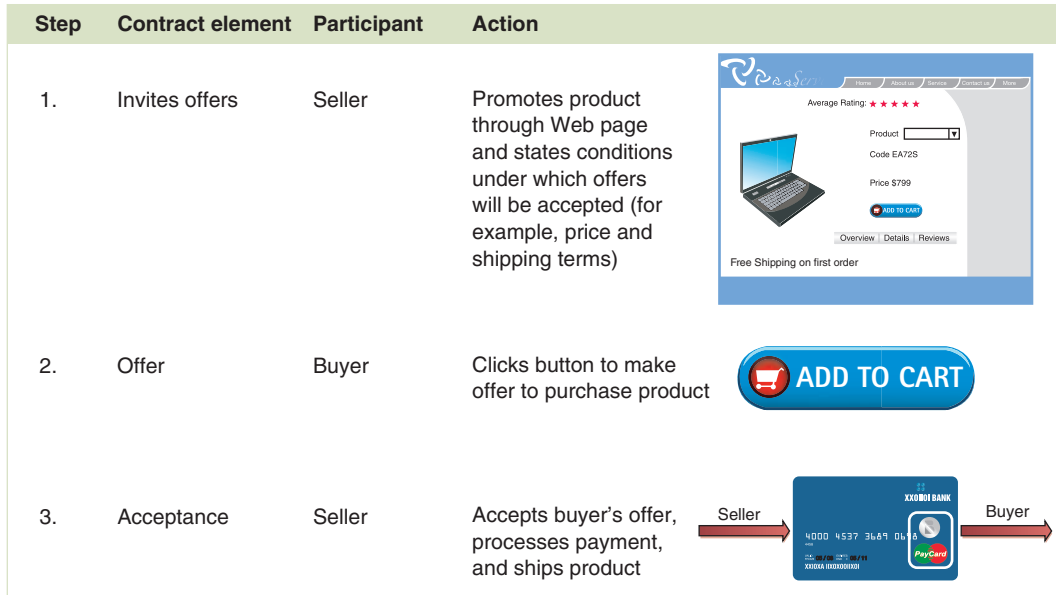 Step Contract element Participant Action
1. Invites offers Seller Promotes product
through Web page
and states conditions
under which offers
will be accepted (for
example, price and
shipping terms)
Home About us Service Contact us More
Average Rating:
Product
Code EA72S
Price $799
ADD TO CART
Overview Details Reviews
Free Shipping on first order
2. Offer Buyer Clicks button to make
offer to purchase product
ADD TO CART
3. Acceptance Seller Accepts buyer's offer,
processes payment,
and ships product
Seller
BANK
4000 4537 3689
PayCard
Buyer